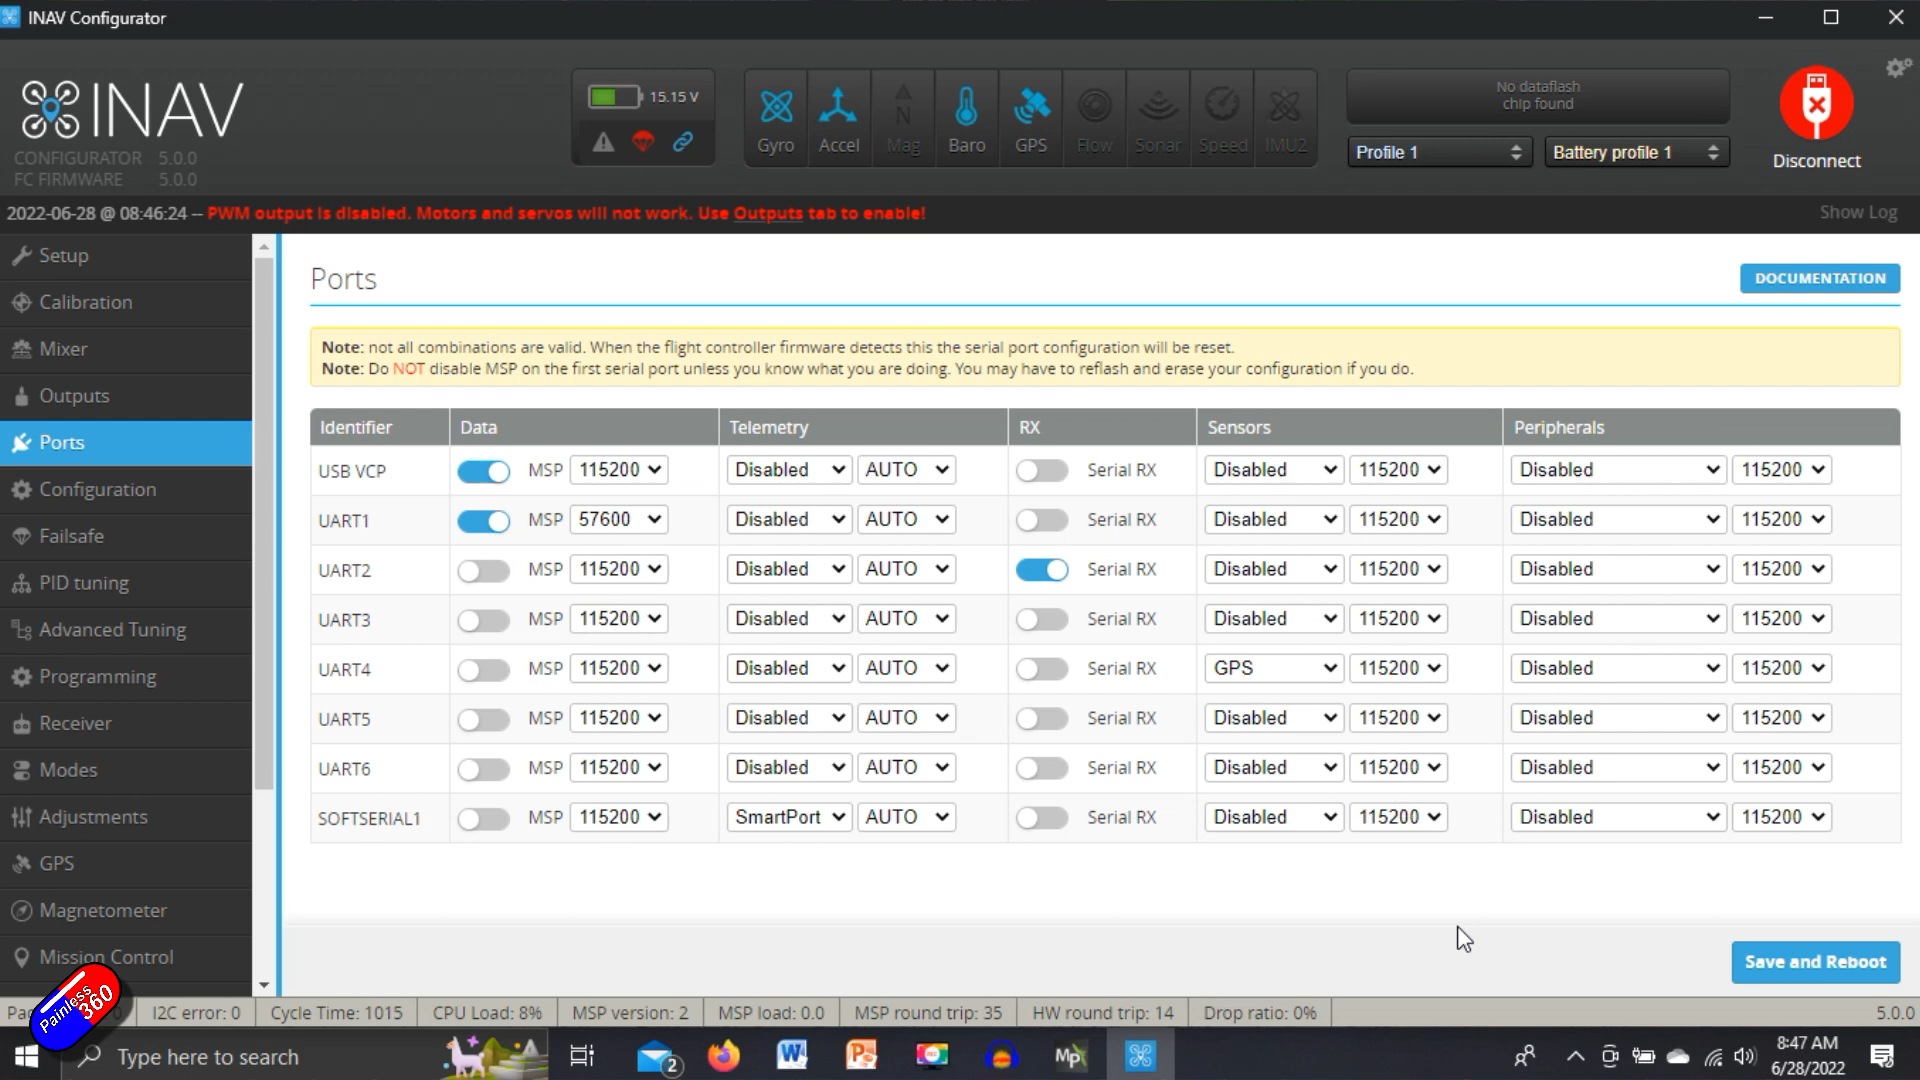 INAV Configurator
INAV
CONFIGURATOR 5.0.0
FC FIRMWARE 5.0.0
15.15 V
Gyro Accel Mag Baro GPS Flow Sonar Speed IMU2
N
No dataflash
chip found
Profile 1 Battery profile 1
Disconnect
2022-06-28 @ 08:46:24 -- PWM output is disabled. Motors and servos will not work. Use Outputs tab to enable!
Show Log
Setup
Calibration
Mixer
Outputs
Ports
Configuration
Failsafe
PID tuning
Advanced Tuning
Programming
Receiver
Modes
Adjustments
GPS
Magnetometer
Mission Control
Ports
DOCUMENTATION
Note: not all combinations are valid. When the flight controller firmware detects this the serial port configuration will be reset.
Note: Do NOT disable MSP on the first serial port unless you know what you are doing. You may have to reflash and erase your configuration if you do.
Identifier Data Telemetry RX Sensors Peripherals
USB VCP MSP 115200 Disabled AUTO Serial RX Disabled 115200 Disabled 115200
UART1 MSP 57600 Disabled AUTO Serial RX Disabled 115200 Disabled 115200
UART2 MSP 115200 Disabled AUTO Serial RX Disabled 115200 Disabled 115200
UART3 MSP 115200 Disabled AUTO Serial RX Disabled 115200 Disabled 115200
UART4 MSP 115200 Disabled AUTO Serial RX GPS 115200 Disabled 115200
UART5 MSP 115200 Disabled AUTO Serial RX Disabled 115200 Disabled 115200
UART6 MSP 115200 Disabled AUTO Serial RX Disabled 115200 Disabled 115200
SOFTSERIAL1 MSP 115200 SmartPort AUTO Serial RX Disabled 115200 Disabled 115200
Save and Reboot
Painless360
I2C error: 0 Cycle Time: 1015 CPU Load: 8% MSP version: 2 MSP load: 0.0 MSP round trip: 35 HW round trip: 14 Drop ratio: 0% 5.0.0
Type here to search
2
W
P
REC
Mp
8:47 AM
6/28/2022